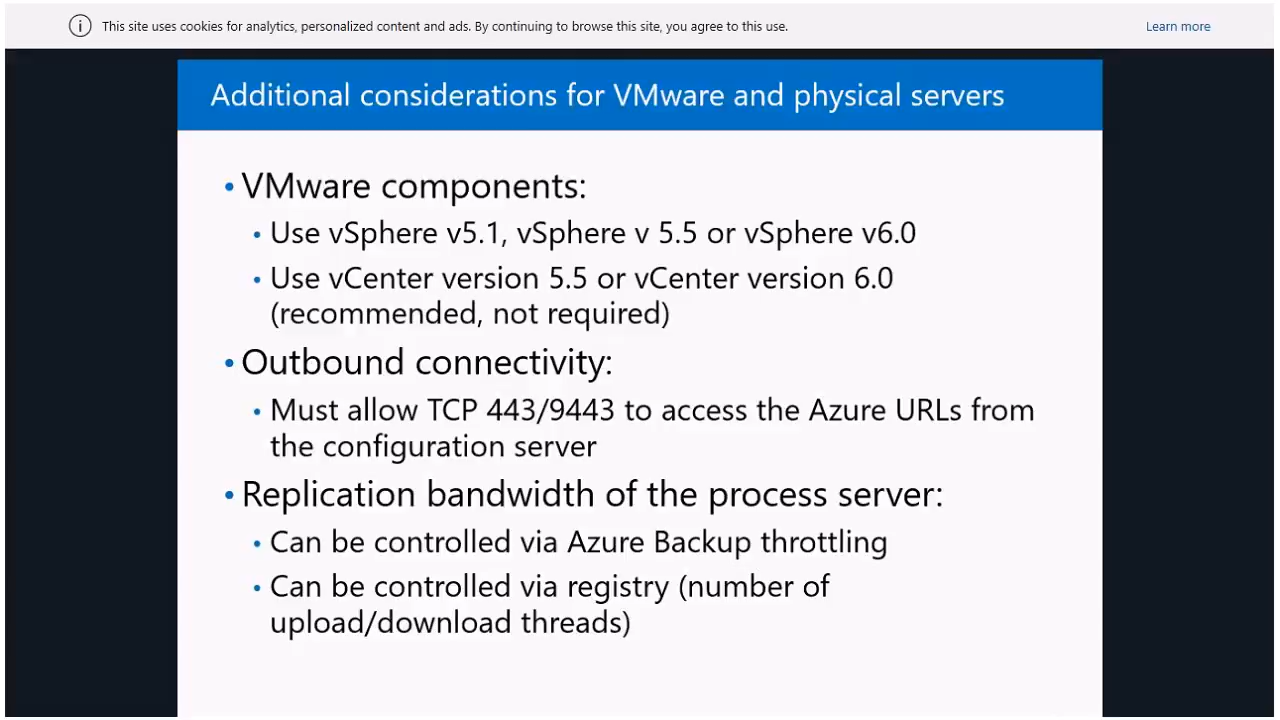 This site uses cookies for analytics, personalized content and ads. By continuing to browse this site, you agree to this use.
Learn more
Additional considerations for VMware and physical servers
• VMware components:
• Use vSphere v5.1, vSphere v 5.5 or vSphere v6.0
• Use vCenter version 5.5 or vCenter version 6.0
(recommended, not required)
• Outbound connectivity:
• Must allow TCP 443/9443 to access the Azure URLs from
the configuration server
• Replication bandwidth of the process server:
• Can be controlled via Azure Backup throttling
• Can be controlled via registry (number of
upload/download threads)